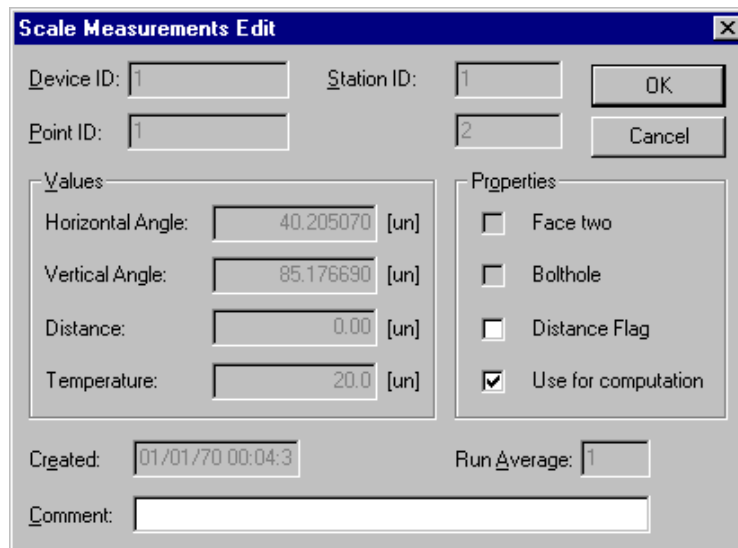 Scale Measurements Edit
Device ID: 1 Station ID: 1 OK
Point ID: 1 2 Cancel
Values Properties
Horizontal Angle: 40.205070 [un] Face two
Vertical Angle: 85.176690 [un] Bolthole
Distance: 0.00 [un] Distance Flag
Temperature: 20.0 [un] Use for computation
Created: 01/01/70 00:04:3 Run Average: 1
Comment: